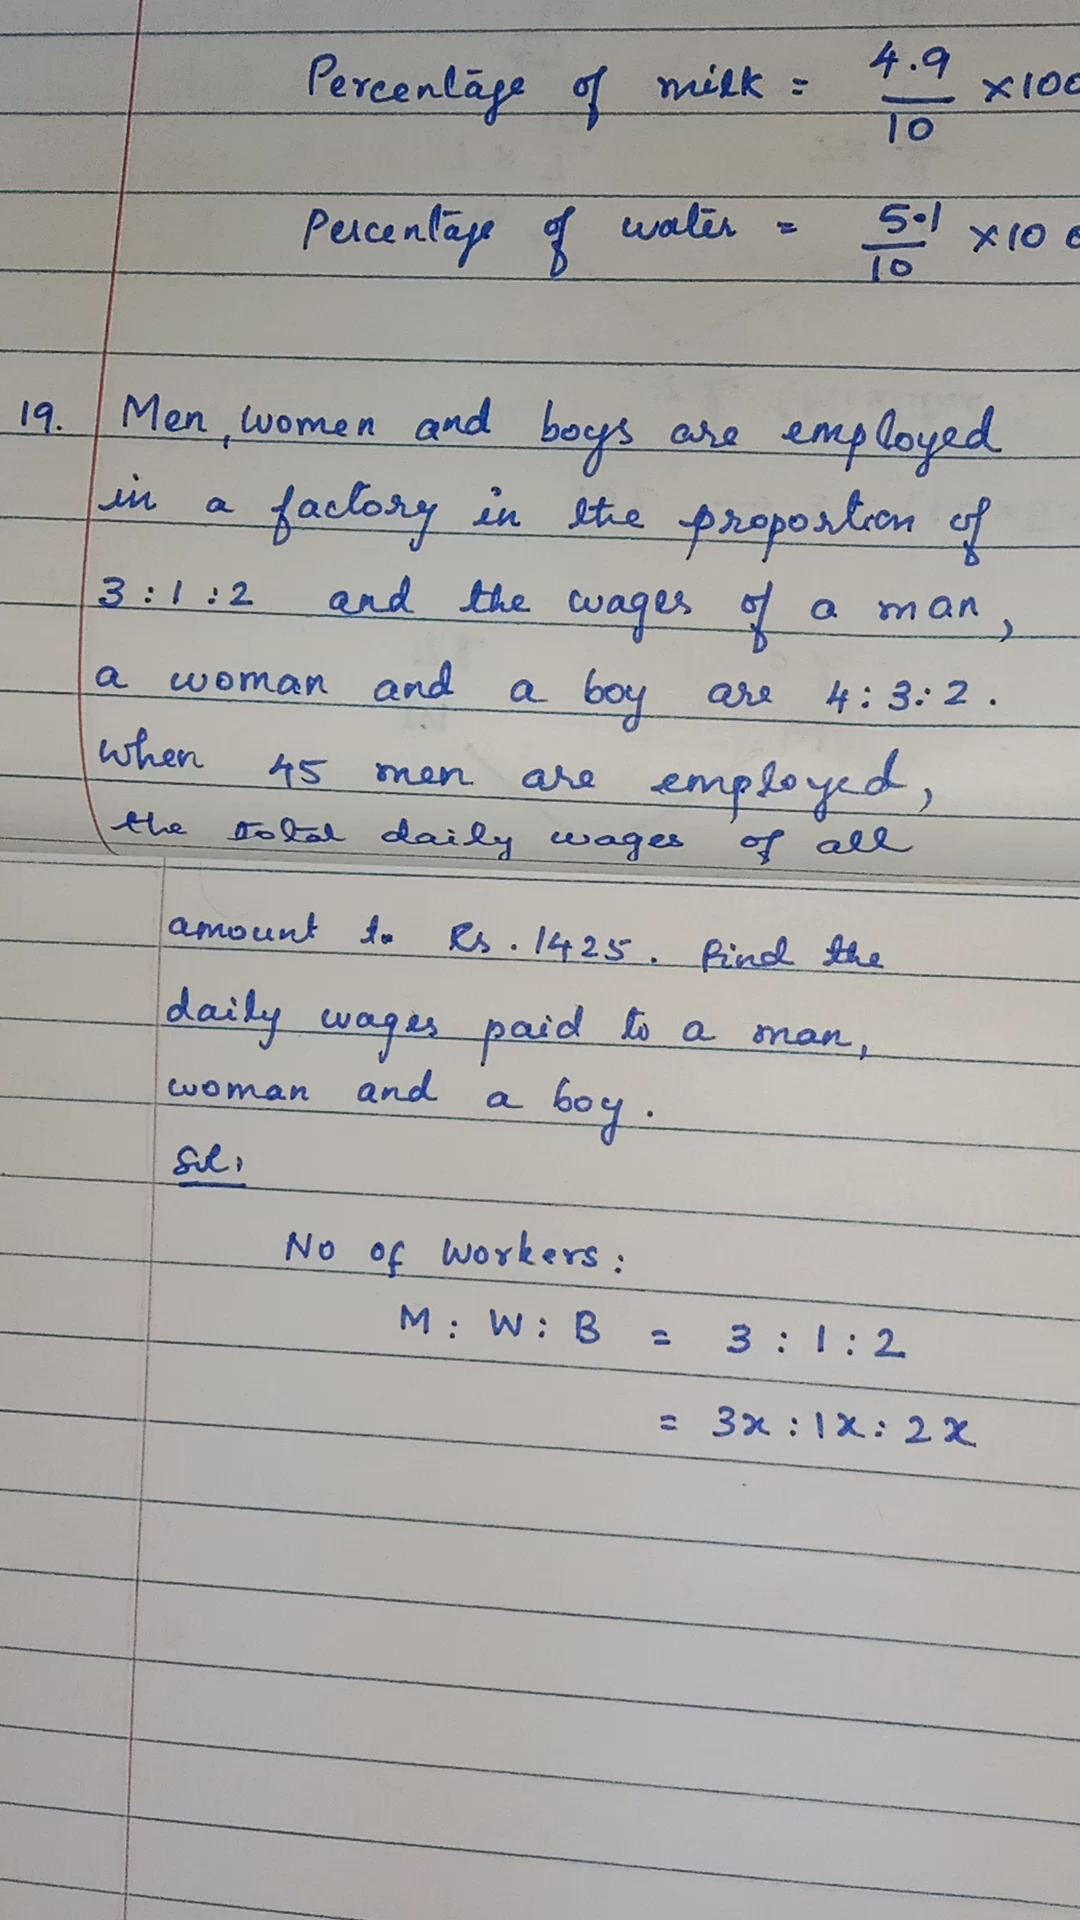 Percentage of milk = 4.9/10 ×100
Percentage of water = 5.1/10 ×100
19. Men, women and boys are employed
in a factory in the proportion of
3:1:2 and the wages of a man,
a woman and a boy are 4:3:2.
When 45 men are employed,
the total daily wages of all
amount to Rs. 1425. Find the
daily wages paid to a man,
woman and a boy.
Sol:
No of workers:
M : W : B = 3 : 1 : 2
= 3x : 1x : 2x